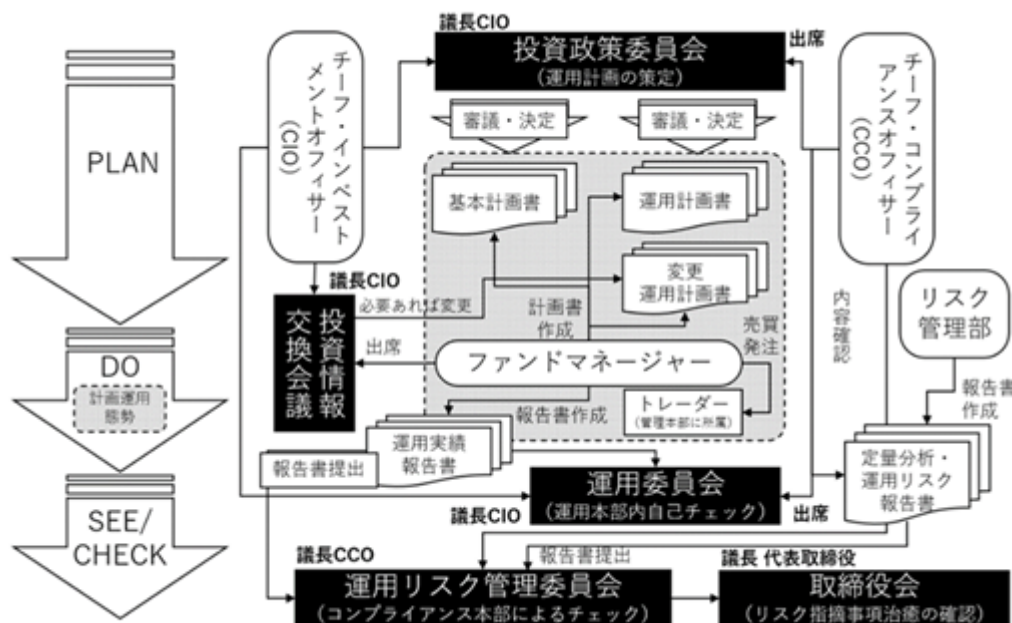 PLAN
DO
計画運用
態勢
SEE/
CHECK
チーフ・インベスト
メントオフィサー
(CIO)
議長CIO
投資政策委員会
(運用計画の策定)
出席
チーフ・コンプライ
アンスオフィサー
(CCO)
審議・決定
審議・決定
基本計画書
運用計画書
変更
運用計画書
議長CIO
必要あれば変更
投資情報
交換会議
計画書
作成
売買
発注
内容確認
リスク
管理部
出席
ファンドマネージャー
報告書作成
トレーダー
(管理本部に所属)
報告書
作成
運用実績
報告書
報告書提出
定量分析・
運用リスク
報告書
運用委員会
(運用本部内自己チェック)
議長CIO
出席
議長CCO
報告書提出
議長 代表取締役
運用リスク管理委員会
(コンプライアンス本部によるチェック)
取締役会
(リスク指摘事項治癒の確認)